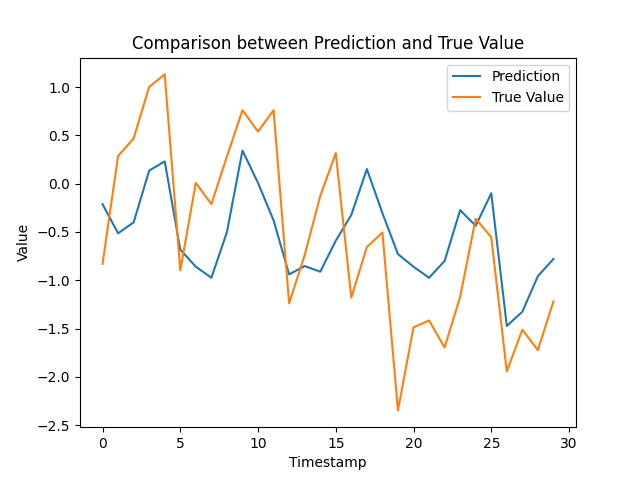 Comparison between Prediction and True Value
Prediction
True Value
1.0
0.5
0.0
−0.5
−1.0
−1.5
−2.0
−2.5
Value
0 5 10 15 20 25 30
Timestamp